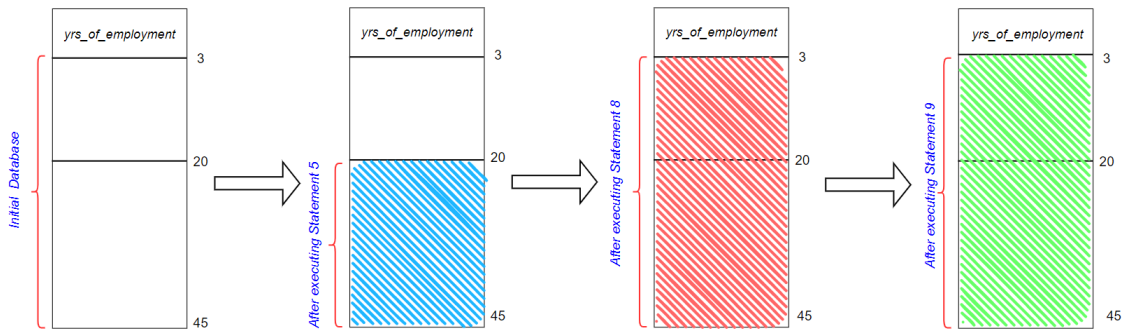 yrs_of_employment
3
20
45
Initial Database
yrs_of_employment
3
20
45
After executing Statement 5
yrs_of_employment
3
20
45
After executing Statement 8
yrs_of_employment
3
20
45
After executing Statement 9